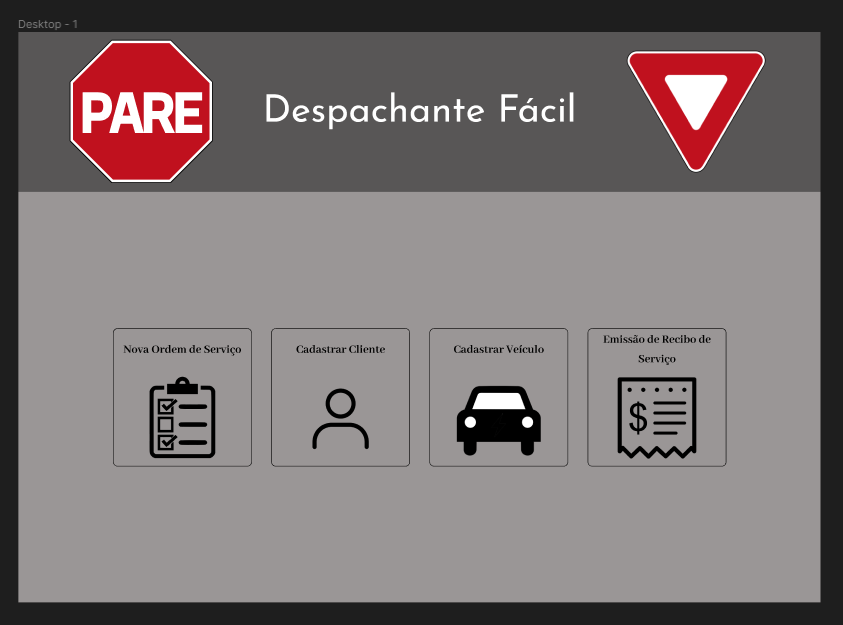 Desktop - 1
PARE
Despachante Fácil
Nova Ordem de Serviço
Cadastrar Cliente
Cadastrar Veículo
Emissão de Recibo de
Serviço
$